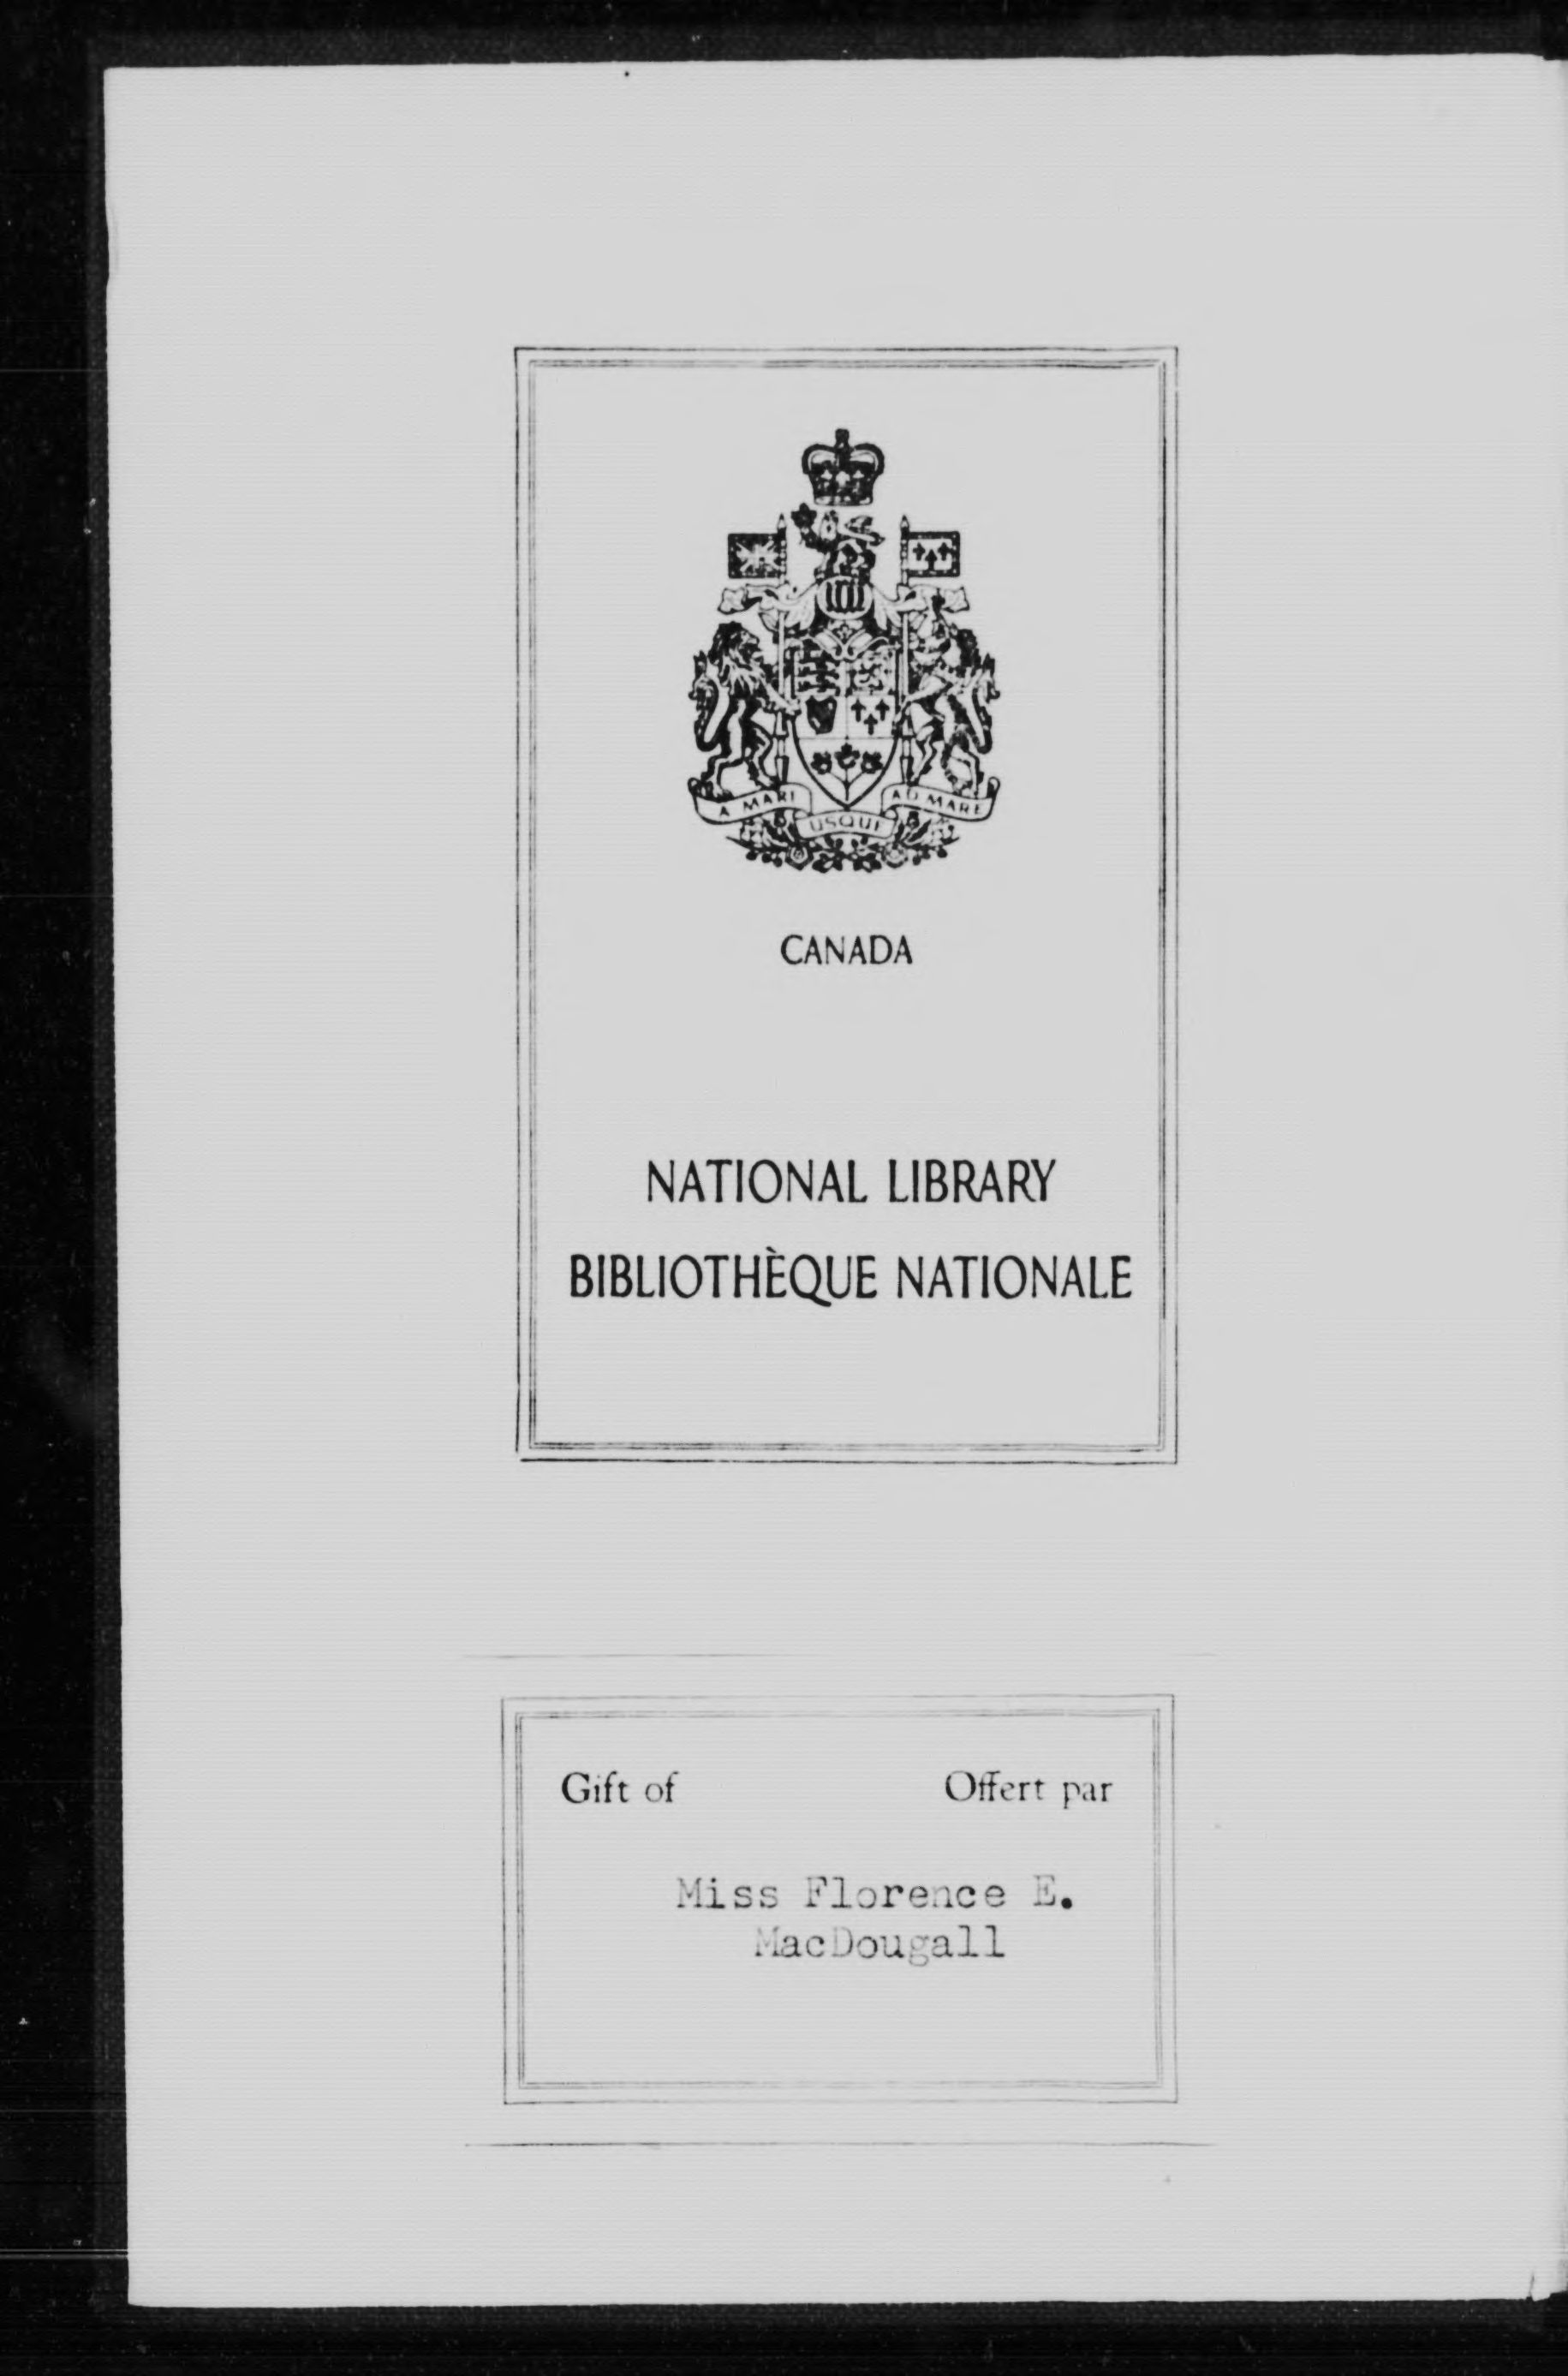 A MARI USQUE AD MARE
CANADA
NATIONAL LIBRARY
BIBLIOTHÈQUE NATIONALE
Gift of Offert par
Miss Florence E.
MacDougall